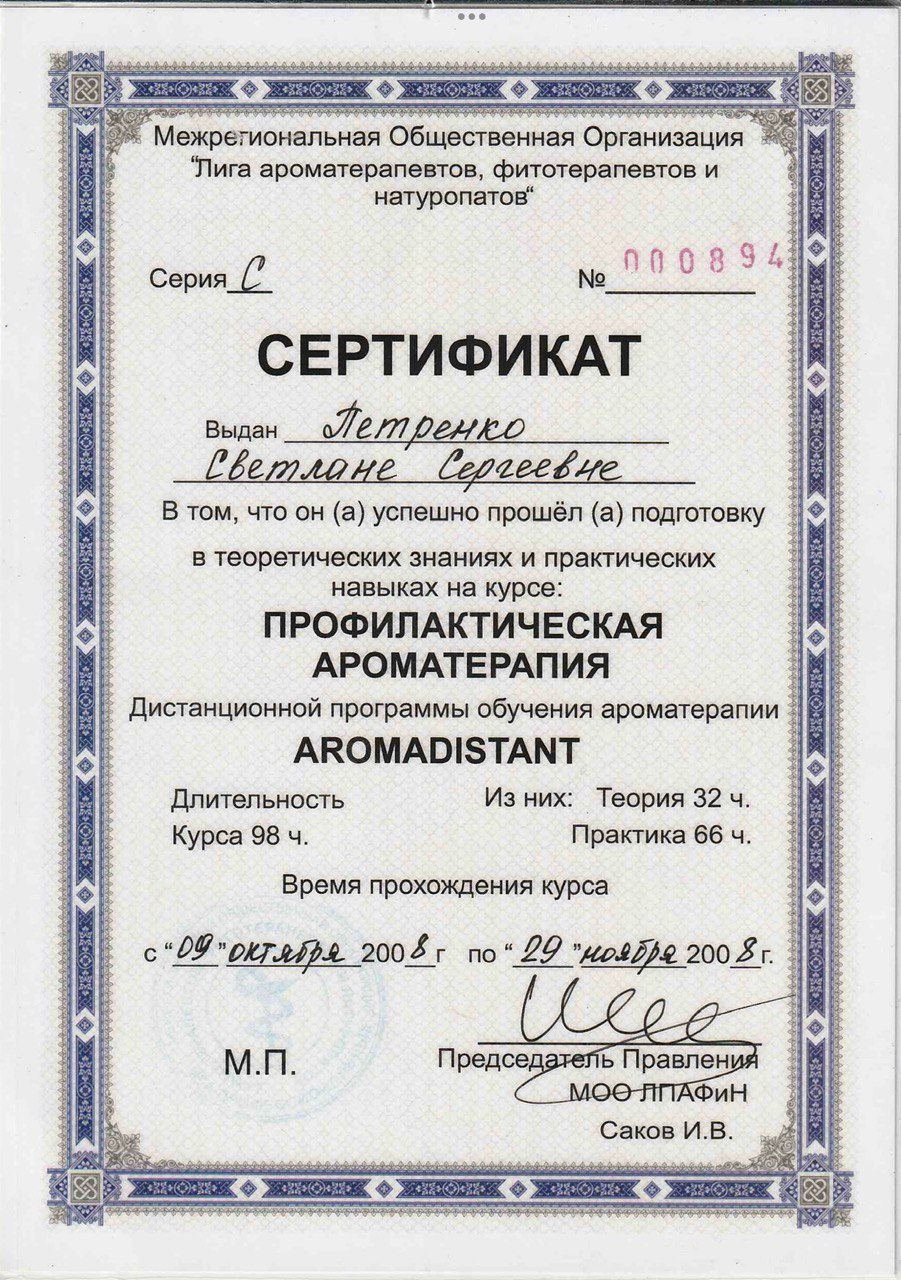 Межрегиональная Общественная Организация
"Лига ароматерапевтов, фитотерапевтов и
натуропатов"
Серия С
№ 000894
СЕРТИФИКАТ
Выдан Петренко
Светлане Сергеевне
В том, что он (а) успешно прошёл (а) подготовку
в теоретических знаниях и практических
навыках на курсе:
ПРОФИЛАКТИЧЕСКАЯ
АРОМАТЕРАПИЯ
Дистанционной программы обучения ароматерапии
AROMADISTANT
Длительность Из них: Теория 32 ч.
Курса 98 ч. Практика 66 ч.
Время прохождения курса
с "09" октября 2008 г по "29" ноября 2008 г.
М.П.
Председатель Правления
МОО ЛПАФиН
Саков И.В.